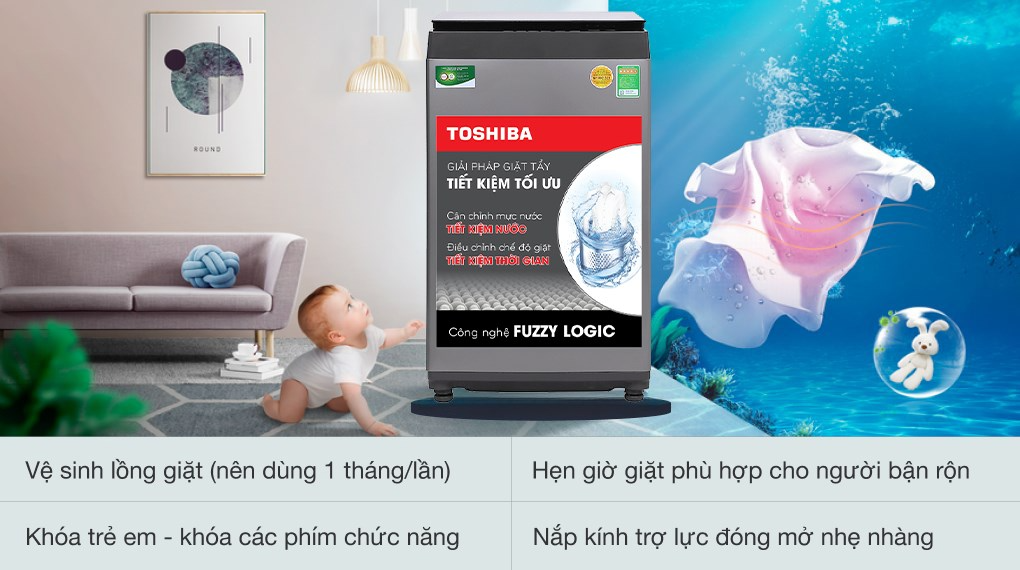 ROUND
TOSHIBA
GIẢI PHÁP GIẶT TẨY
TIẾT KIỆM TỐI ƯU
Cân chỉnh mực nước
TIẾT KIỆM NƯỚC
Điều chỉnh chế độ giặt
TIẾT KIỆM THỜI GIAN
Công nghệ FUZZY LOGIC
Vệ sinh lồng giặt (nên dùng 1 tháng/lần)
Hẹn giờ giặt phù hợp cho người bận rộn
Khóa trẻ em - khóa các phím chức năng
Nắp kính trợ lực đóng mở nhẹ nhàng